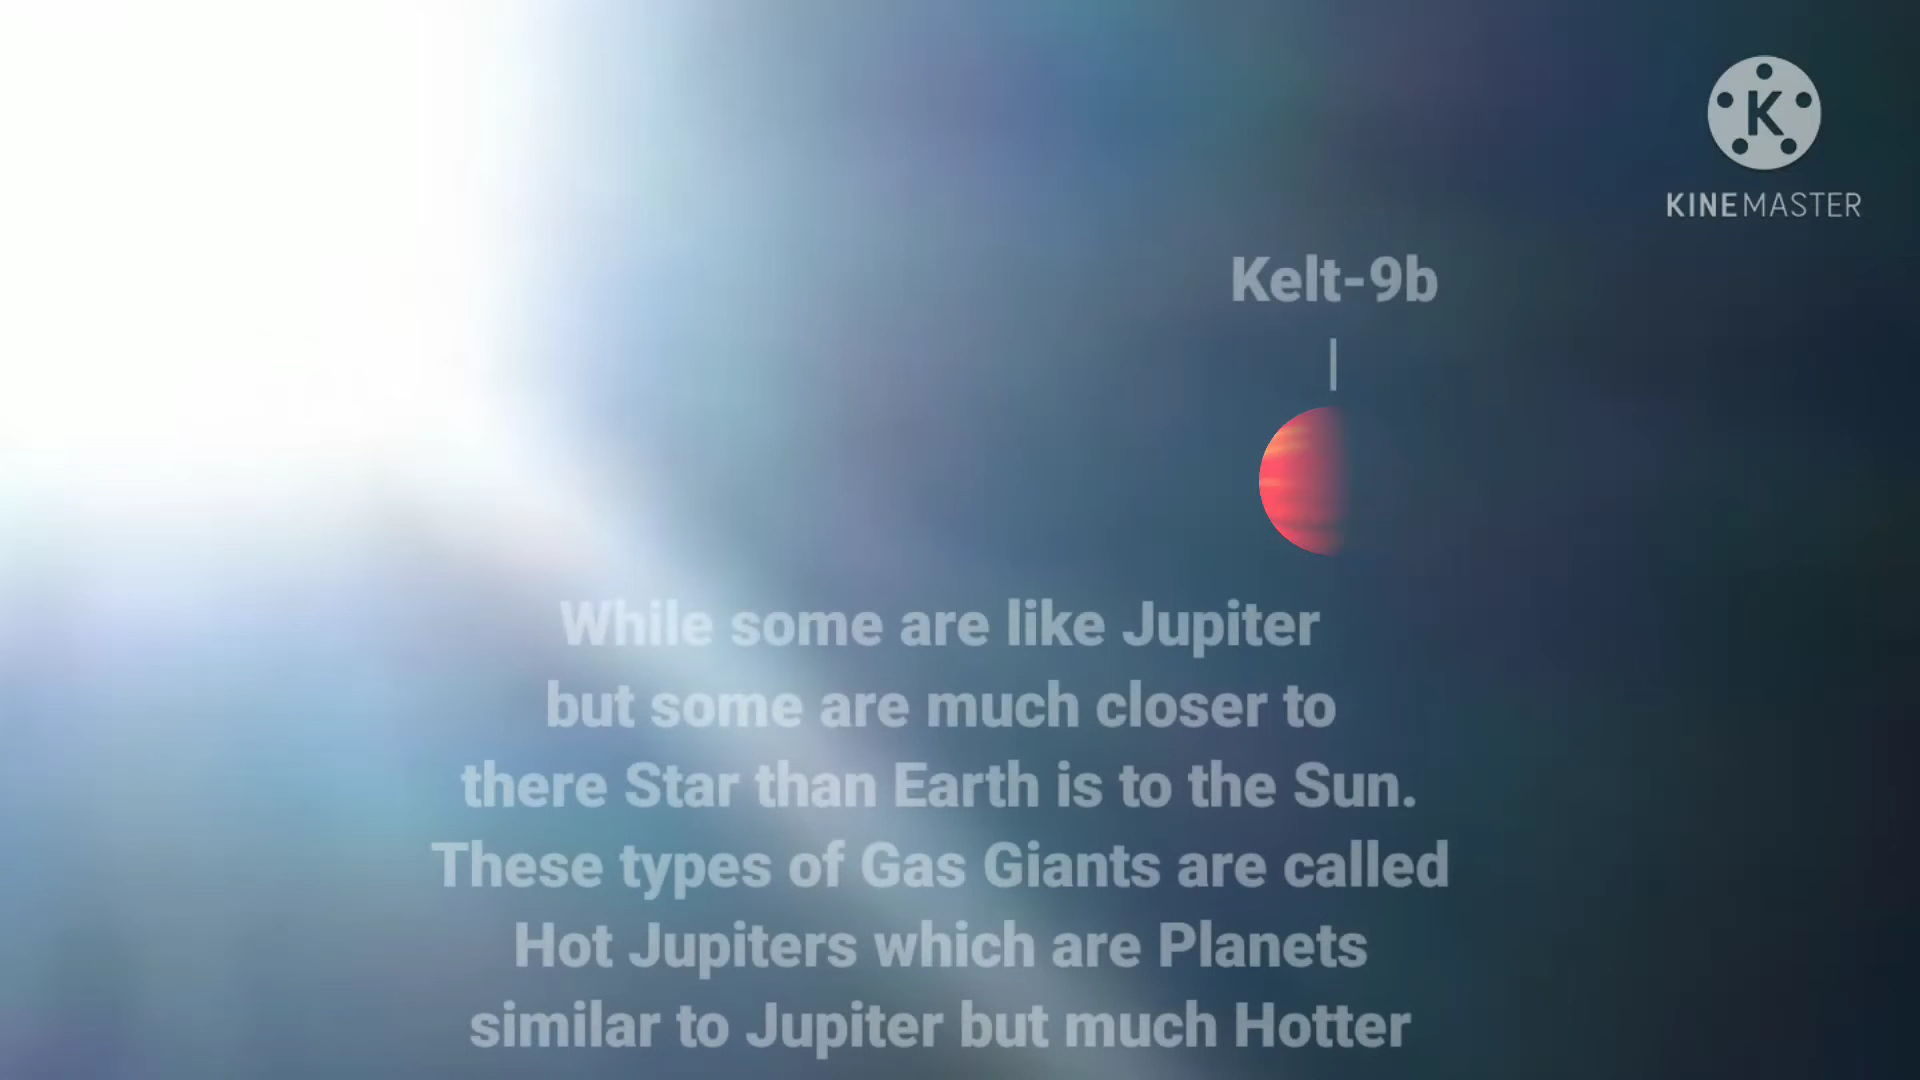 K
KINEMASTER
Kelt-9b
While some are like Jupiter
but some are much closer to
there Star than Earth is to the Sun.
These types of Gas Giants are called
Hot Jupiters which are Planets
similar to Jupiter but much Hotter